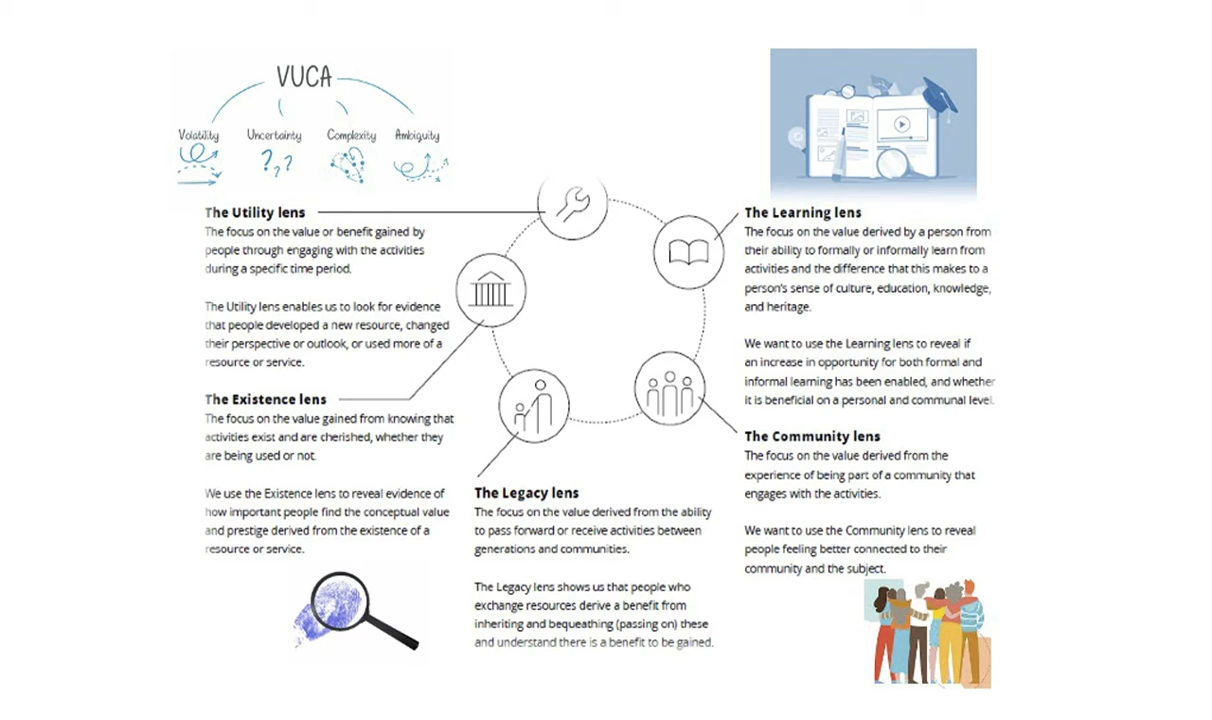 VUCA
Volatility Uncertainty Complexity Ambiguity
The Utility lens
The focus on the value or benefit gained by
people through engaging with the activities
during a specific time period.
The Utility lens enables us to look for evidence
that people developed a new resource, changed
their perspective or outlook, or used more of a
resource or service.
The Existence lens
The focus on the value gained from knowing that
activities exist and are cherished, whether they
are being used or not.
We use the Existence lens to reveal evidence of
how important people find the conceptual value
and prestige derived from the existence of a
resource or service.
The Legacy lens
The focus on the value derived from the ability
to pass forward or receive activities between
generations and communities.
The Legacy lens shows us that people who
exchange resources derive a benefit from
inheriting and bequeathing (passing on) these
and understand there is a benefit to be gained.
The Learning lens
The focus on the value derived by a person from
their ability to formally or informally learn from
activities and the difference that this makes to a
person's sense of culture, education, knowledge,
and heritage.
We want to use the Learning lens to reveal if
an increase in opportunity for both formal and
informal learning has been enabled, and whether
it is beneficial on a personal and communal level.
The Community lens
The focus on the value derived from the
experience of being part of a community that
engages with the activities.
We want to use the Community lens to reveal
people feeling better connected to their
community and the subject.